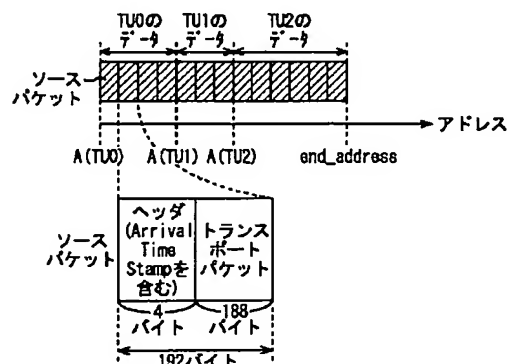 TU0の
データ
TU1の
データ
TU2の
データ
ソース
パケット
アドレス
A(TU0)
A(TU1)
A(TU2)
end_address
ソース
パケット
ヘッダ
(Arrival
Time
Stampを
含む)
トランス
ポート
パケット
4
バイト
188
バイト
192バイト